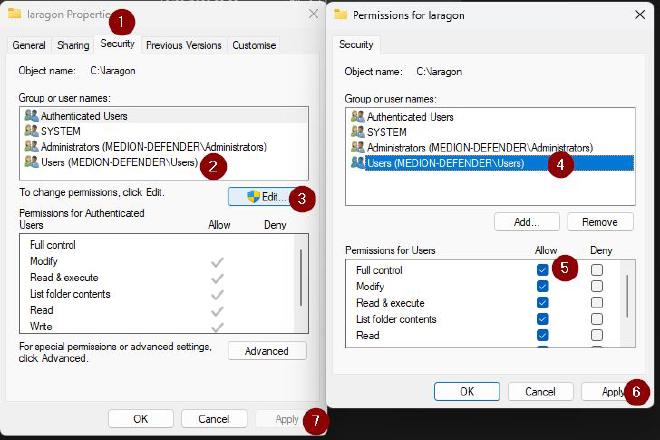 laragon Properties
1
General
Sharing
Security
Previous Versions
Customise
Object name: C:\laragon
Group or user names:
Authenticated Users
SYSTEM
Administrators (MEDION-DEFENDER\Administrators)
Users (MEDION-DEFENDER\Users)
2
To change permissions, click Edit.
Edit...
3
Permissions for Authenticated
Users
Allow
Deny
Full control
Modify
Read & execute
List folder contents
Read
Write
For special permissions or advanced settings,
click Advanced.
Advanced
OK
Cancel
Apply
7
Permissions for laragon
Security
Object name: C:\laragon
Group or user names:
Authenticated Users
SYSTEM
Administrators (MEDION-DEFENDER\Administrators)
Users (MEDION-DEFENDER\Users)
4
Add...
Remove
Permissions for Users
Allow
Deny
5
Full control
Modify
Read & execute
List folder contents
Read
OK
Cancel
Apply
6